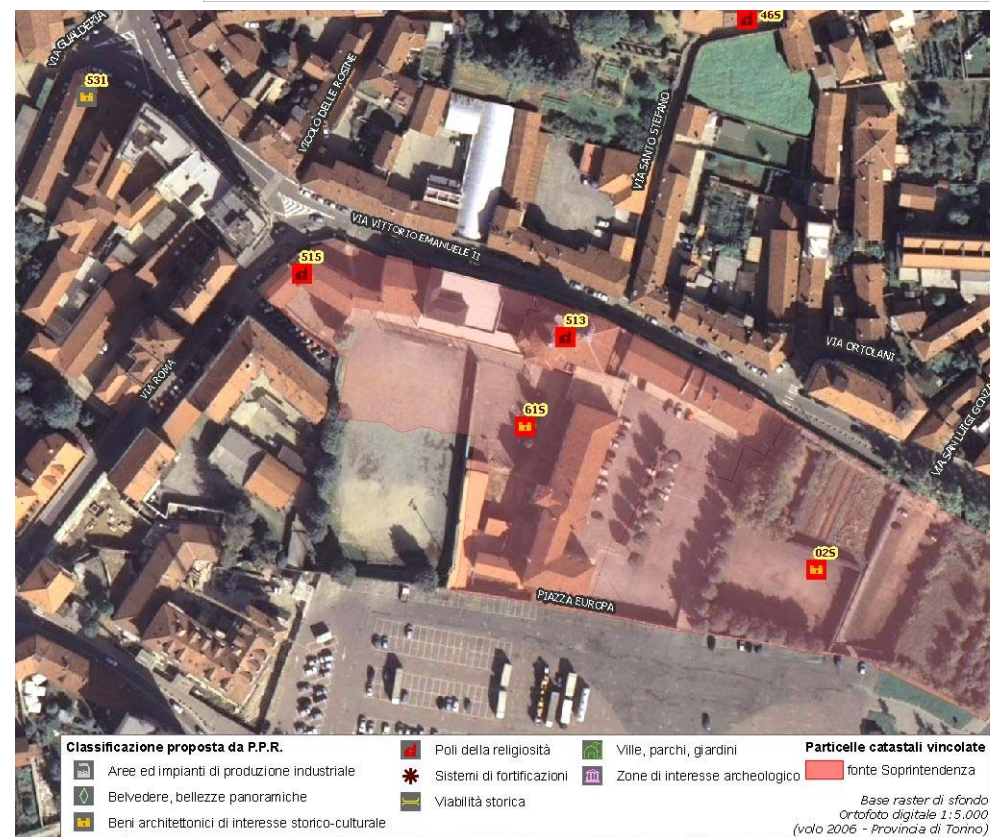 46S
VIA GUALDERIA
531
VICOLO DELLE ROSINE
VIA SANTO STEFANO
VIA VITTORIO EMANUELE II
515
513
VIA ORTOLANI
VIA ROMA
61S
VIA SAN LUIGI GONZA
02S
PIAZZA EUROPA
Classificazione proposta da P.P.R.
Aree ed impianti di produzione industriale
Belvedere, bellezze panoramiche
Beni architettonici di interesse storico-culturale
Poli della religiosità
Sistemi di fortificazioni
Viabilità storica
Ville, parchi, giardini
Zone di interesse archeologico
Particelle catastali vincolate
fonte Soprintendenza
Base raster di sfondo
Ortofoto digitale 1:5.000
(volo 2006 - Provincia di Torino)